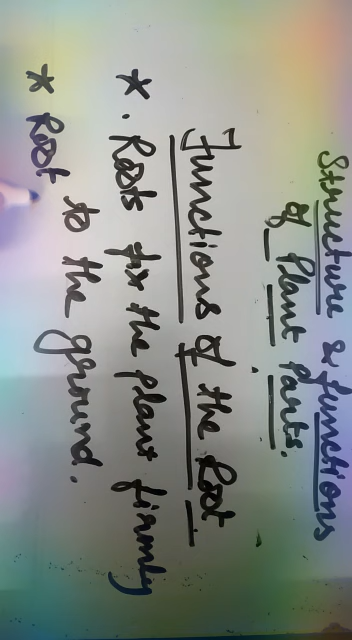 Structure & functions
of Plant Parts.
Functions of the Root
* . Roots fix the plant firmly
to the ground.
* Root